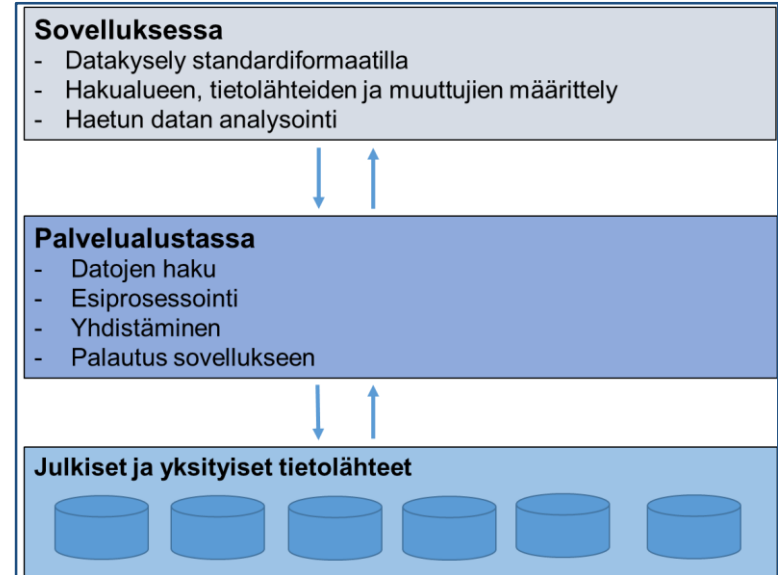 Sovelluksessa
- Datakysely standardiformaatilla
- Hakualueen, tietolähteiden ja muuttujien määrittely
- Haetun datan analysointi
Palvelualustassa
- Datojen haku
- Esiprosessointi
- Yhdistäminen
- Palautus sovellukseen
Julkiset ja yksityiset tietolähteet